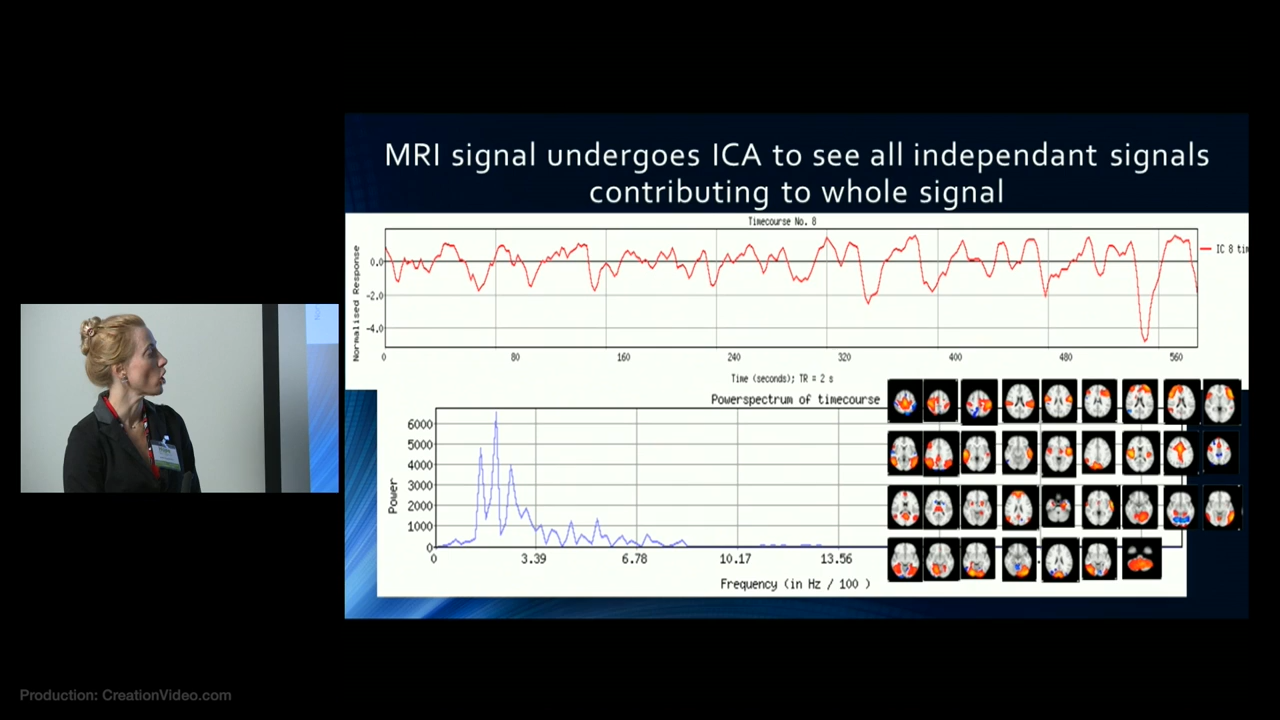 MRI signal undergoes ICA to see all independant signals
contributing to whole signal
Timecourse No. 8
Normalised Response
0.0
-2.0
-4.0
IC 8 tim
0 80 160 240 320 400 480 560
Time (seconds); TR = 2 s
Powerspectrum of timecourse
Power
6000
5000
4000
3000
2000
1000
0
0 3.39 6.78 10.17 13.56
Frequency (in Hz / 100 )
Production: CreationVideo.com